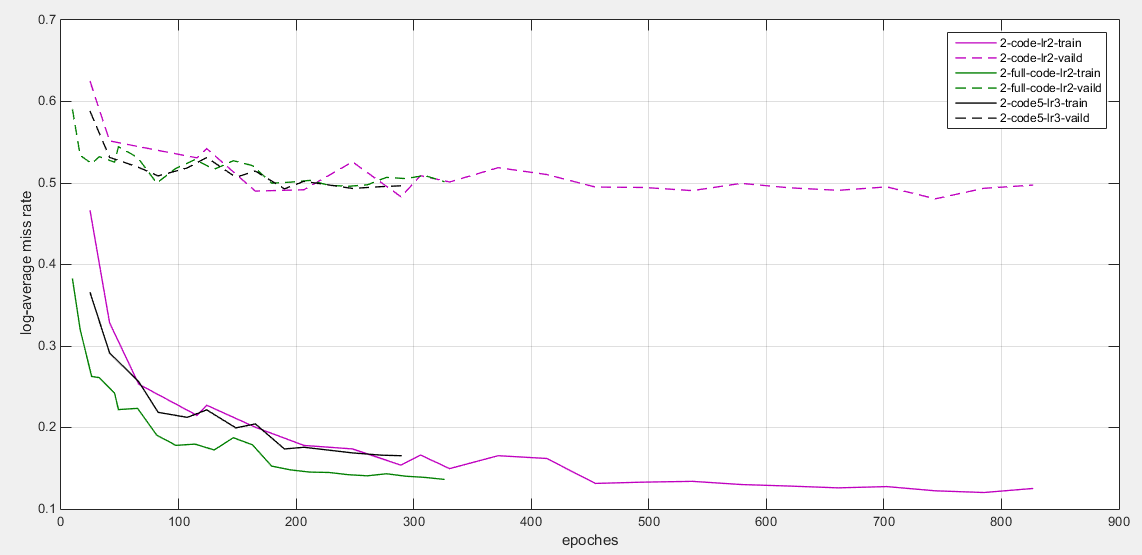 0.7
0.6
0.5
0.4
0.3
0.2
0.1
log-average miss rate
0 100 200 300 400 500 600 700 800 900
epoches
2-code-lr2-train
2-code-lr2-vaild
2-full-code-lr2-train
2-full-code-lr2-vaild
2-code5-lr3-train
2-code5-lr3-vaild